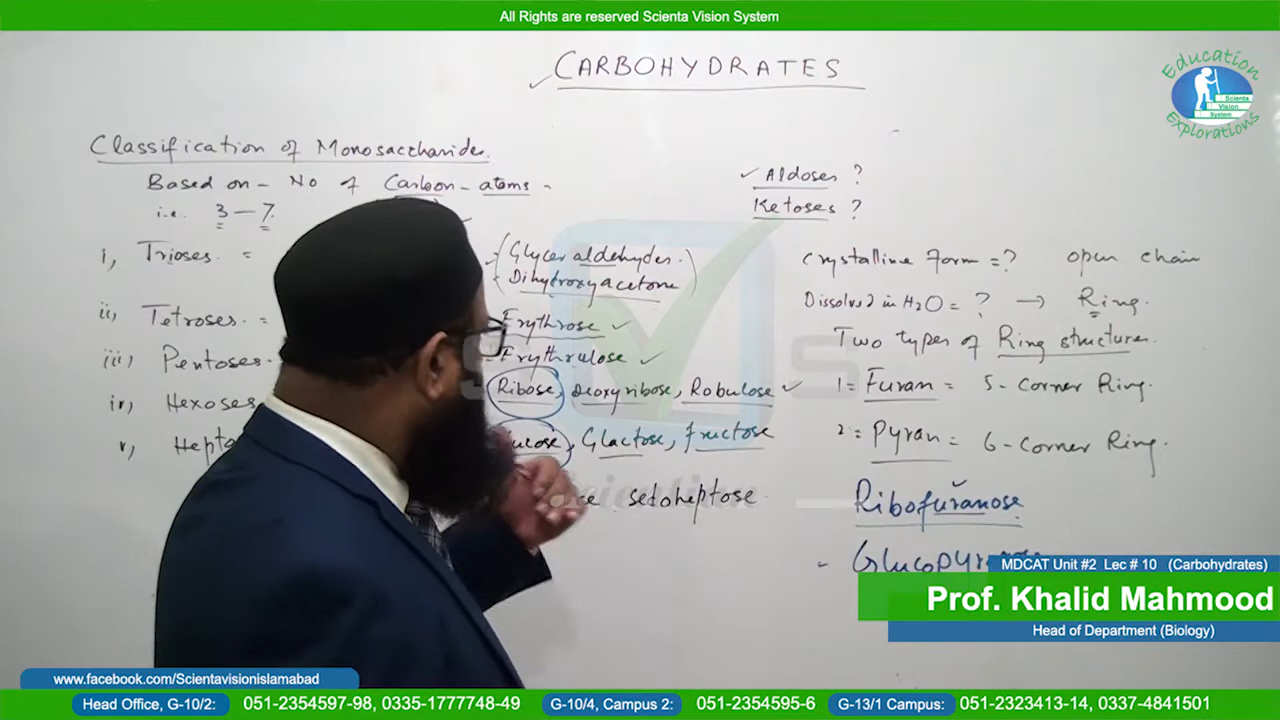 All Rights are reserved Scienta Vision System
CARBOHYDRATES
Education
Scienta
Vision
System
Explorations
Classification of Monosaccharides.
Based on - No of Carbon-atoms
i.e. 3 — 7
i, Trioses =
ii, Tetroses. =
iii, Pentoses.
iv, Hexoses
v, Hepto
(Glyceraldehydes.)
Dihydroxyacetone
Erythrose
Erythrulose
Ribose, Deoxyribose, Robulose
ucose, Glactose, fructose
sedoheptose
Aldoses ?
Ketoses ?
Crystalline form = ? open chain
Dissolved in H2O = ? → Ring.
Two types of Ring structures.
1 = Furan = 5-Corner Ring.
2 = Pyran = 6-Corner Ring.
Ribofuranose
MDCAT Unit #2 Lec # 10 (Carbohydrates)
Prof. Khalid Mahmood
Head of Department (Biology)
www.facebook.com/Scientavisionislamabad
Head Office, G-10/2: 051-2354597-98, 0335-1777748-49 G-10/4, Campus 2: 051-2354595-6 G-13/1 Campus: 051-2323413-14, 0337-4841501